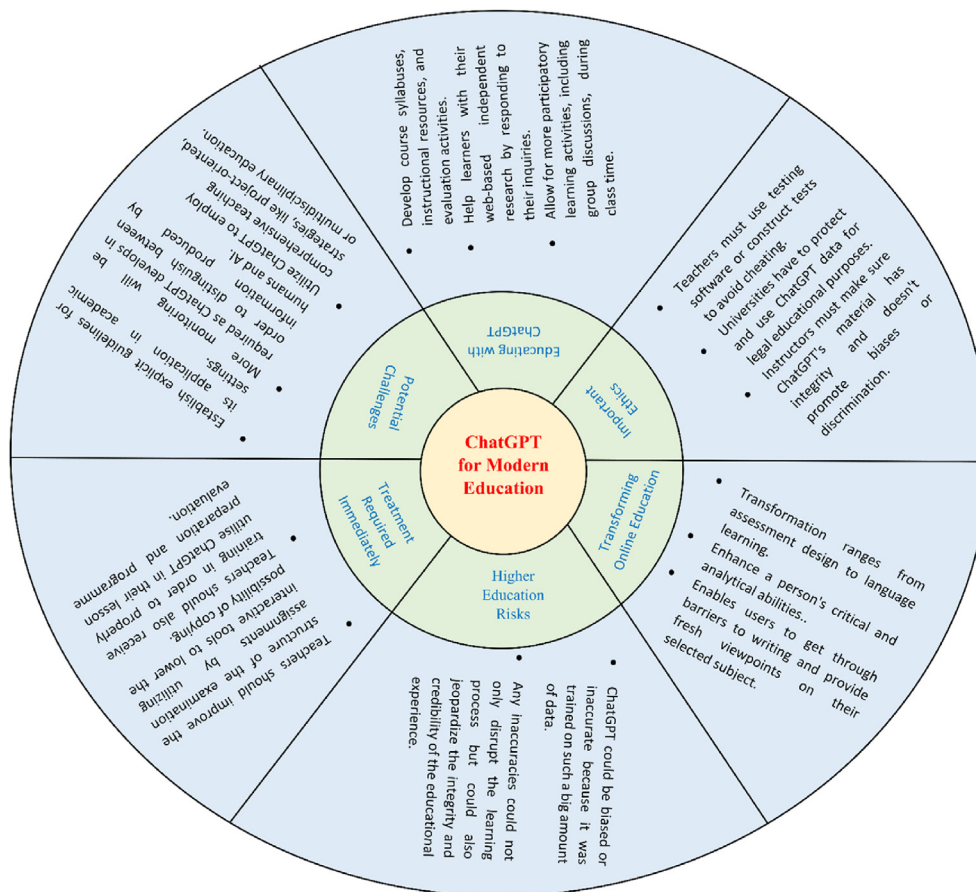 ChatGPT
for Modern
Education
Educating with
ChatGPT
Develop course syllabuses,
instructional resources, and
evaluation activities.
Help learners with their
web-based independent
research by responding to
their inquiries.
Allow for more participatory
learning activities, including
group discussions, during
class time.
Important
Ethics
Teachers must use testing
software or construct tests
to avoid cheating.
Universities have to protect
and use ChatGPT data for
legal educational purposes.
Instructors must make sure
ChatGPT's material has
integrity and doesn't
promote biases or
discrimination.
Transforming
Online Education
Transformation ranges from
assessment design to language
learning.
Enhance a person's critical and
analytical abilities..
Enables users to get through
barriers to writing and provide
fresh viewpoints on their
selected subject.
Higher
Education
Risks
ChatGPT could be biased or
inaccurate because it was
trained on such a big amount
of data.
Any inaccuracies could not
only disrupt the learning
process but could also
jeopardize the integrity and
credibility of the educational
experience.
Treatment
Required
Immediately
Teachers should improve the
structure of the examination
assignments by utilizing
interactive tools to lower the
possibility of copying.
Teachers should also receive
training in order to properly
utilise ChatGPT in their lesson
preparation and programme
evaluation.
Potential
Challenges
Establish explicit guidelines for
its application in academic
settings.
More monitoring will be
required as ChatGPT develops in
order to distinguish between
information produced by
humans and AI.
Utilize ChatGPT to employ
comprehensive teaching
strategies, like project-oriented,
or multidisciplinary education.